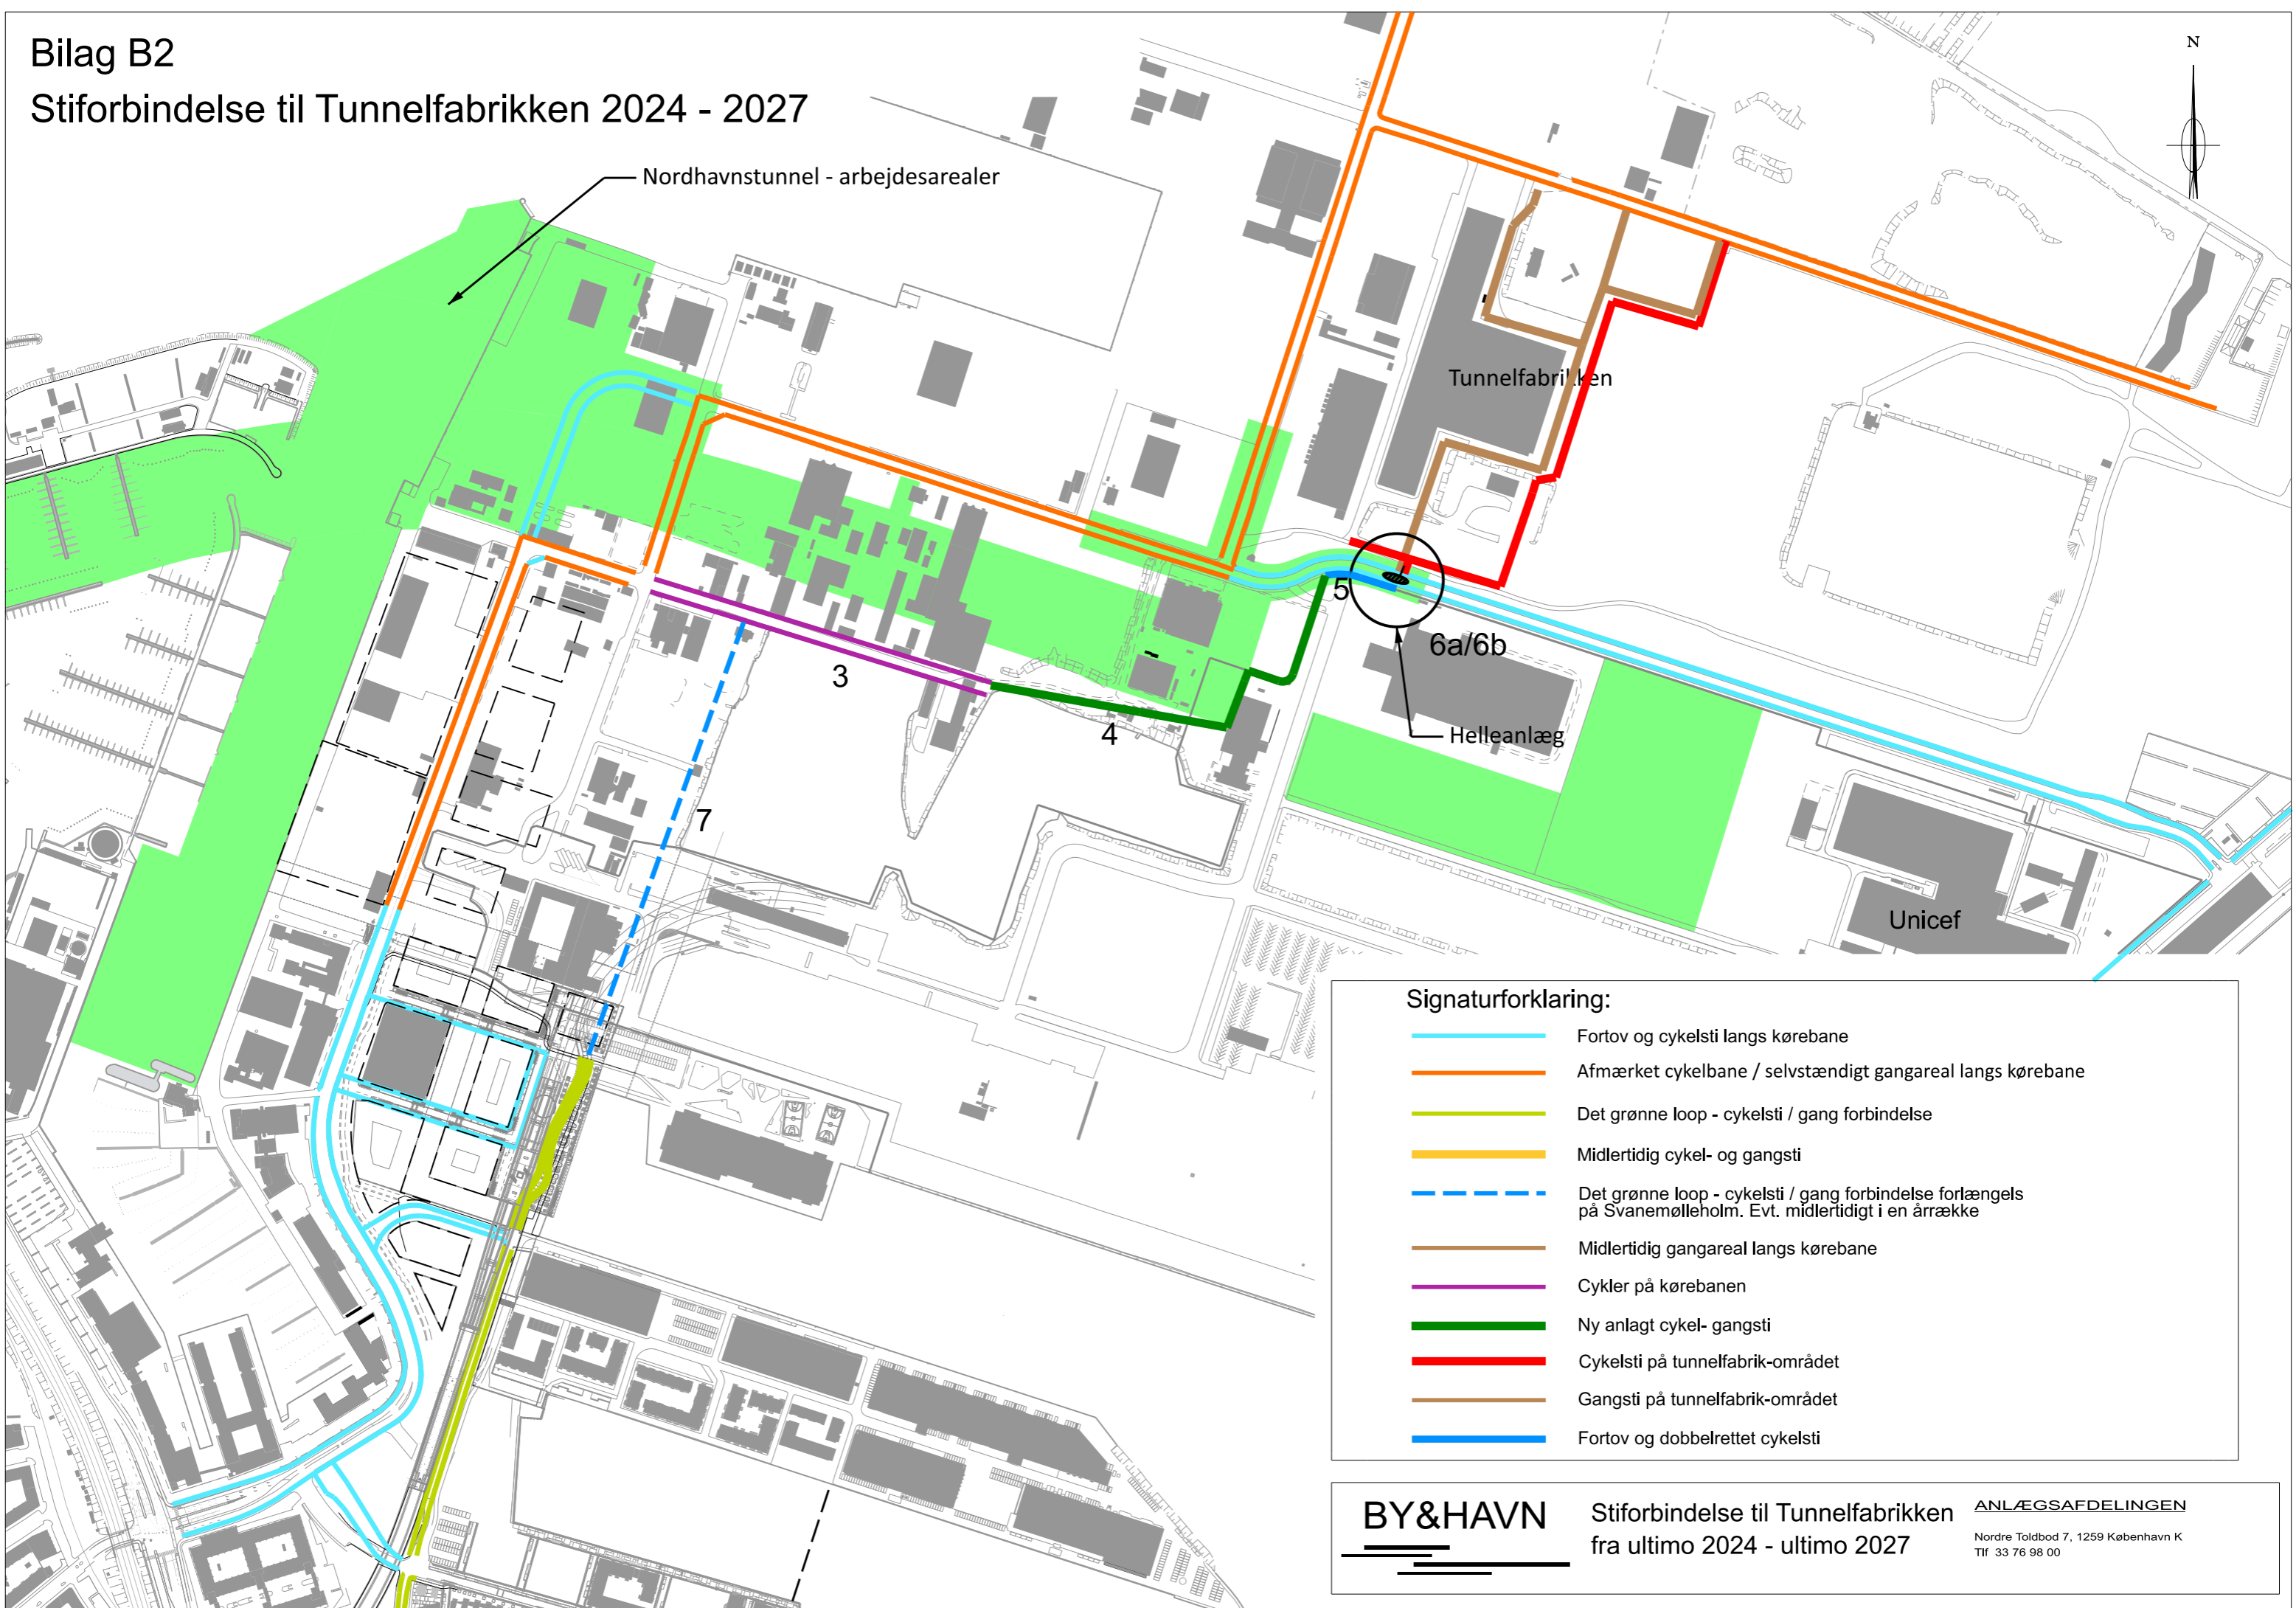 Bilag B2
Stiforbindelse til Tunnelfabrikken 2024 - 2027
Nordhavnstunnel - arbejdesarealer
N
Tunnelfabrikken
5
6a/6b
3
4
Helleanlæg
7
Unicef
Signaturforklaring:
Fortov og cykelsti langs kørebane
Afmærket cykelbane / selvstændigt gangareal langs kørebane
Det grønne loop - cykelsti / gang forbindelse
Midlertidig cykel- og gangsti
Det grønne loop - cykelsti / gang forbindelse forlængels
på Svanemølleholm. Evt. midlertidigt i en årrække
Midlertidig gangareal langs kørebane
Cykler på kørebanen
Ny anlagt cykel- gangsti
Cykelsti på tunnelfabrik-området
Gangsti på tunnelfabrik-området
Fortov og dobbelrettet cykelsti
BY&HAVN
Stiforbindelse til Tunnelfabrikken
fra ultimo 2024 - ultimo 2027
ANLÆGSAFDELINGEN
Nordre Toldbod 7, 1259 København K
Tlf 33 76 98 00